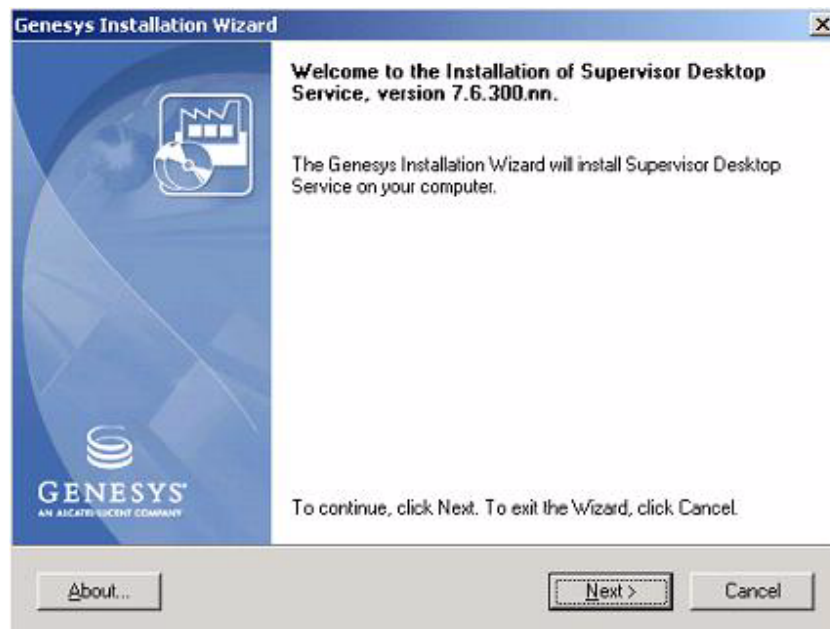 Genesys Installation Wizard
Welcome to the Installation of Supervisor Desktop
Service, version 7.6.300.nn.
The Genesys Installation Wizard will install Supervisor Desktop
Service on your computer.
GENESYS
AN ALCATEL-LUCENT COMPANY
To continue, click Next. To exit the Wizard, click Cancel.
About...
Next >
Cancel